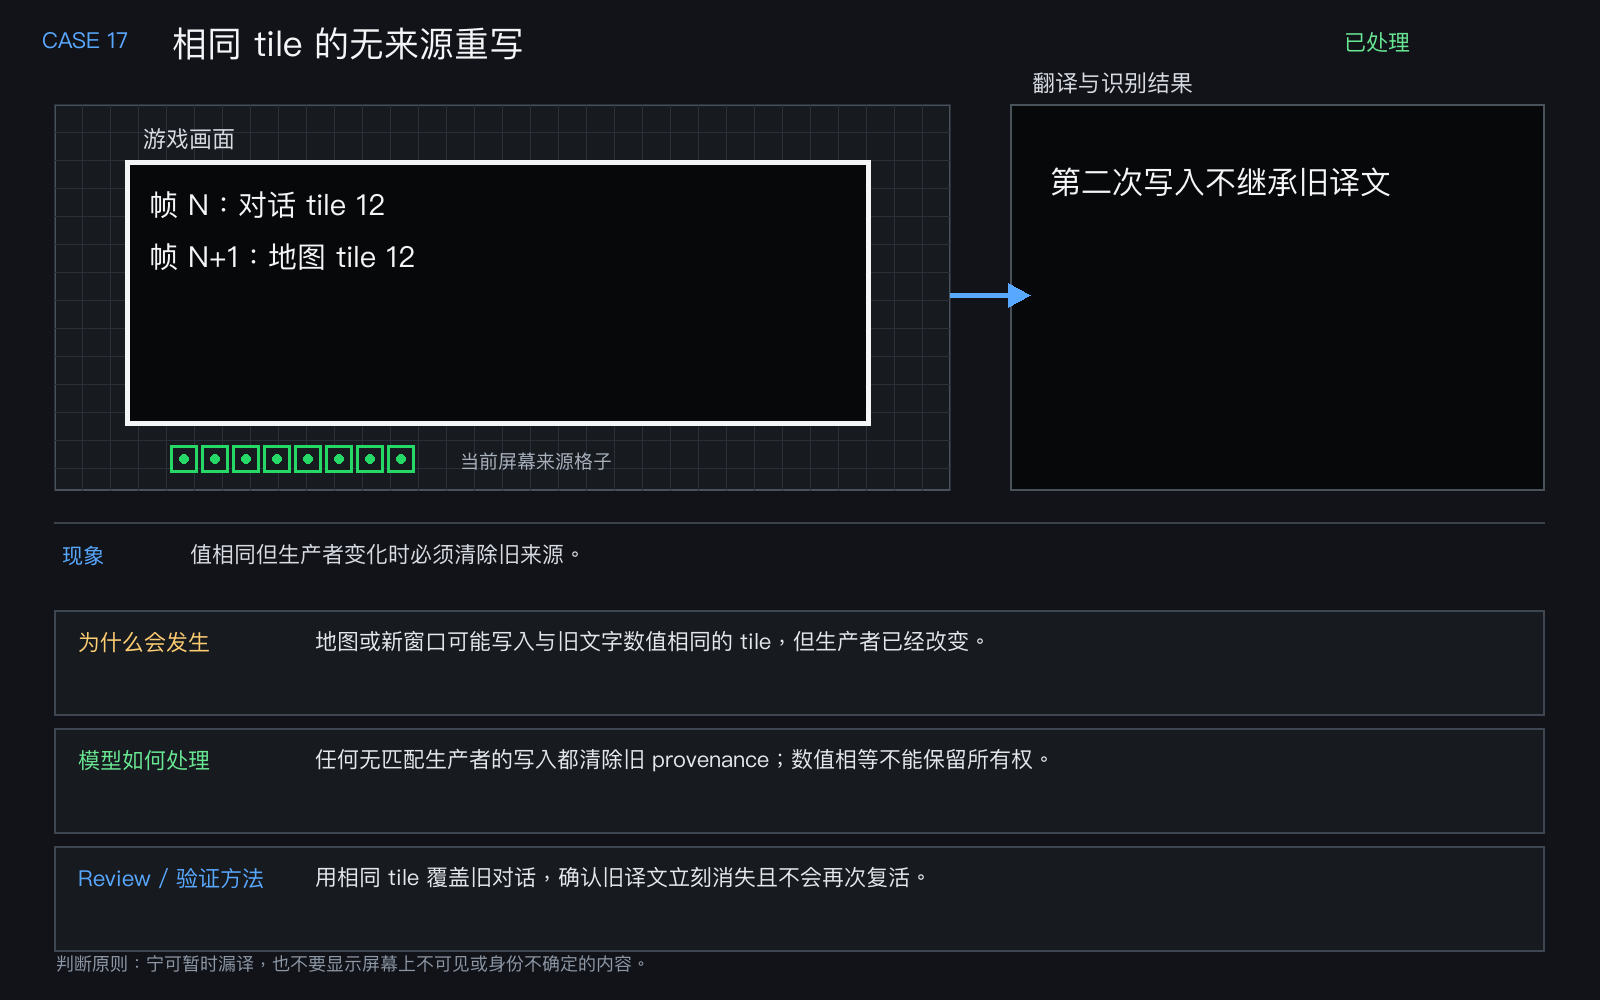 CASE 17
相同 tile 的无来源重写
已处理
翻译与识别结果
游戏画面
帧 N：对话 tile 12
帧 N+1：地图 tile 12
第二次写入不继承旧译文
当前屏幕来源格子
现象
值相同但生产者变化时必须清除旧来源。
为什么会发生
地图或新窗口可能写入与旧文字数值相同的 tile，但生产者已经改变。
模型如何处理
任何无匹配生产者的写入都清除旧 provenance；数值相等不能保留所有权。
Review / 验证方法
用相同 tile 覆盖旧对话，确认旧译文立刻消失且不会再次复活。
判断原则：宁可暂时漏译，也不要显示屏幕上不可见或身份不确定的内容。